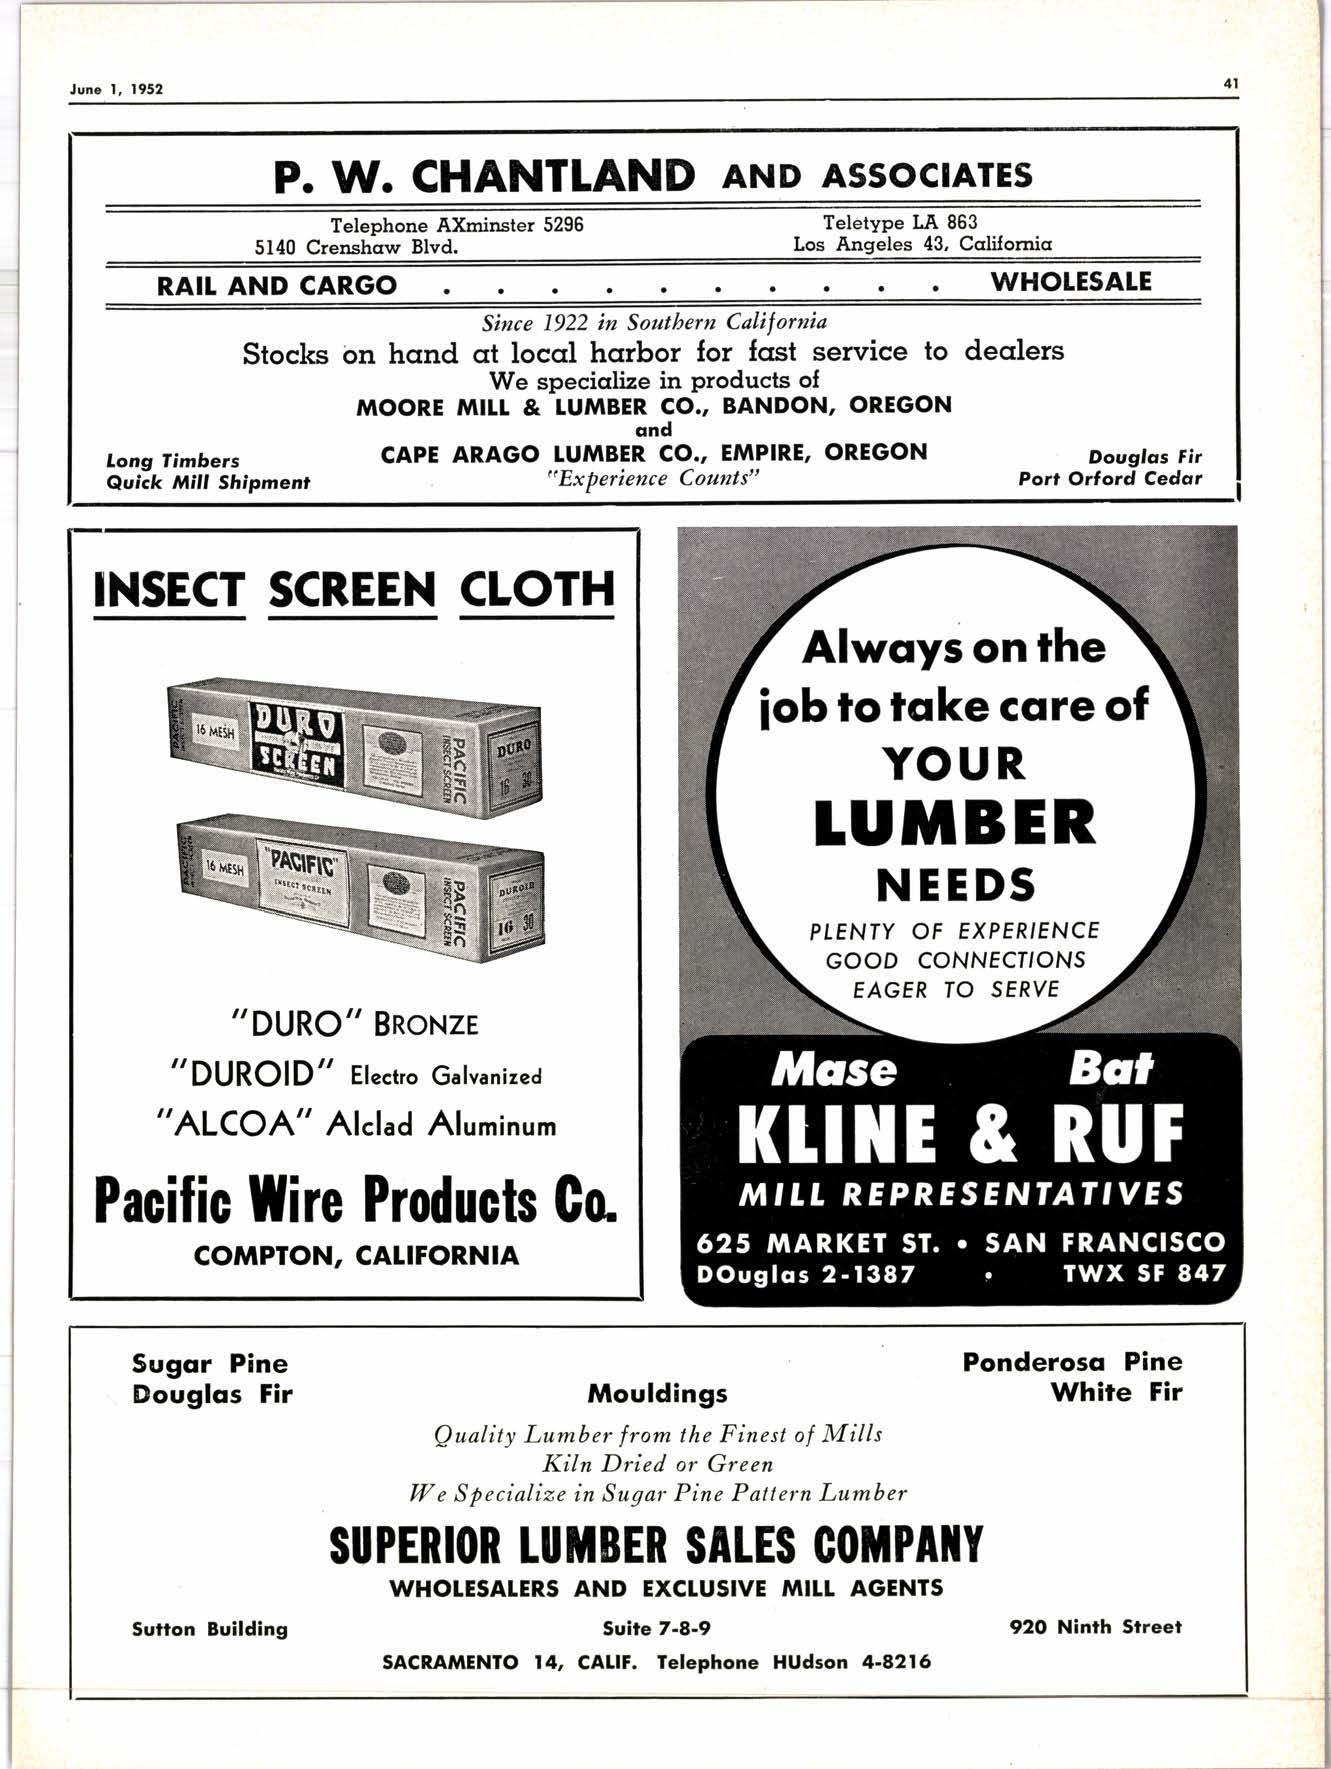 June 1, 1952
41
P. W. CHANTLAND AND ASSOCIATES
Telephone AXminster 5296
Teletype LA 863
5140 Crenshaw Blvd.
Los Angeles 43, California
RAIL AND CARGO . . . . . . . . . . WHOLESALE
Since 1922 in Southern California
Stocks on hand at local harbor for fast service to dealers
We specialize in products of
MOORE MILL & LUMBER CO., BANDON, OREGON
and
CAPE ARAGO LUMBER CO., EMPIRE, OREGON
"Experience Counts"
Long Timbers
Quick Mill Shipment
Douglas Fir
Port Orford Cedar
INSECT SCREEN CLOTH
PACIFIC
16 MESH
DURO
SCREEN
PACIFIC
INSECT SCREEN
DURO
16 30
PACIFIC
16 MESH
"PACIFIC"
INSECT SCREEN
PACIFIC
INSECT SCREEN
DUROID
16 30
"DURO" BRONZE
"DUROID" Electro Galvanized
"ALCOA" Alclad Aluminum
Pacific Wire Products Co.
COMPTON, CALIFORNIA
Always on the
job to take care of
YOUR
LUMBER
NEEDS
PLENTY OF EXPERIENCE
GOOD CONNECTIONS
EAGER TO SERVE
Mase Bat
KLINE & RUF
MILL REPRESENTATIVES
625 MARKET ST. • SAN FRANCISCO
DOuglas 2-1387 • TWX SF 847
Sugar Pine
Douglas Fir
Mouldings
Ponderosa Pine
White Fir
Quality Lumber from the Finest of Mills
Kiln Dried or Green
We Specialize in Sugar Pine Pattern Lumber
SUPERIOR LUMBER SALES COMPANY
WHOLESALERS AND EXCLUSIVE MILL AGENTS
Sutton Building
Suite 7-8-9
920 Ninth Street
SACRAMENTO 14, CALIF. Telephone HUdson 4-8216